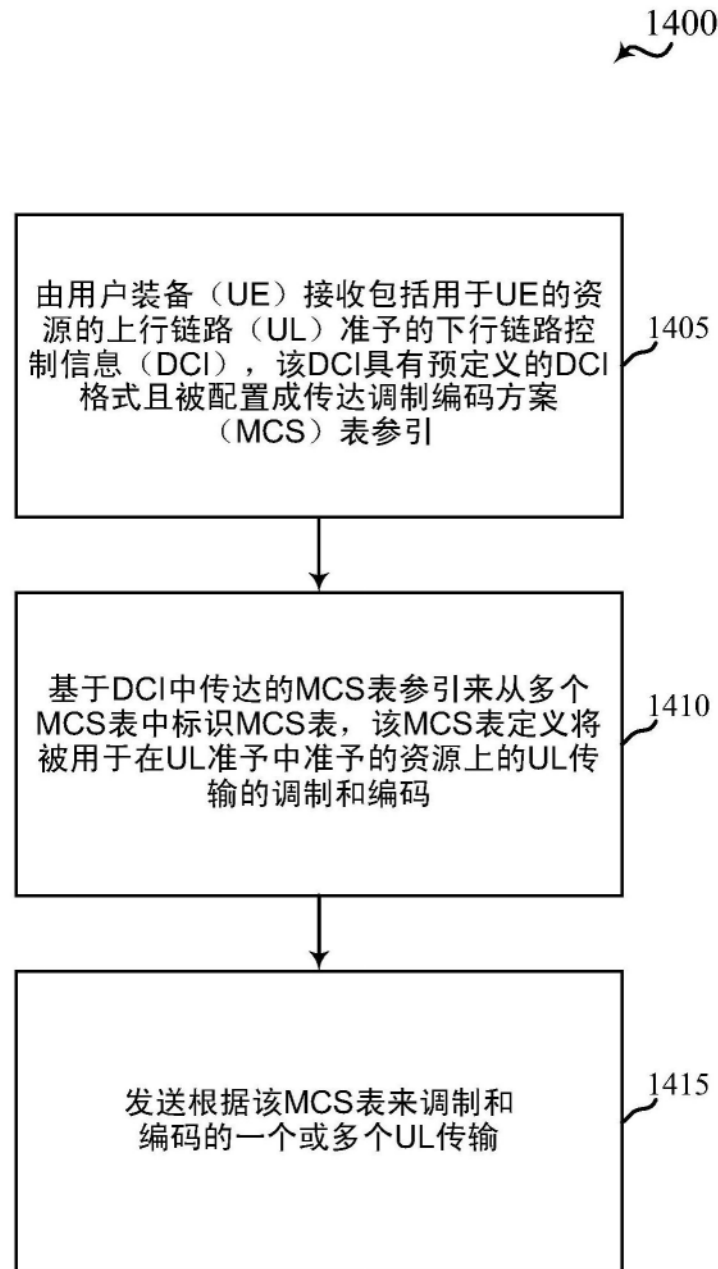 1400
由用户装备（UE）接收包括用于UE的资
源的上行链路（UL）准予的下行链路控
制信息（DCI），该DCI具有预定义的DCI
格式且被配置成传达调制编码方案
（MCS）表参引
1405
基于DCI中传达的MCS表参引来从多个
MCS表中标识MCS表，该MCS表定义将
被用于在UL准予中准予的资源上的UL传
输的调制和编码
1410
发送根据该MCS表来调制和
编码的一个或多个UL传输
1415